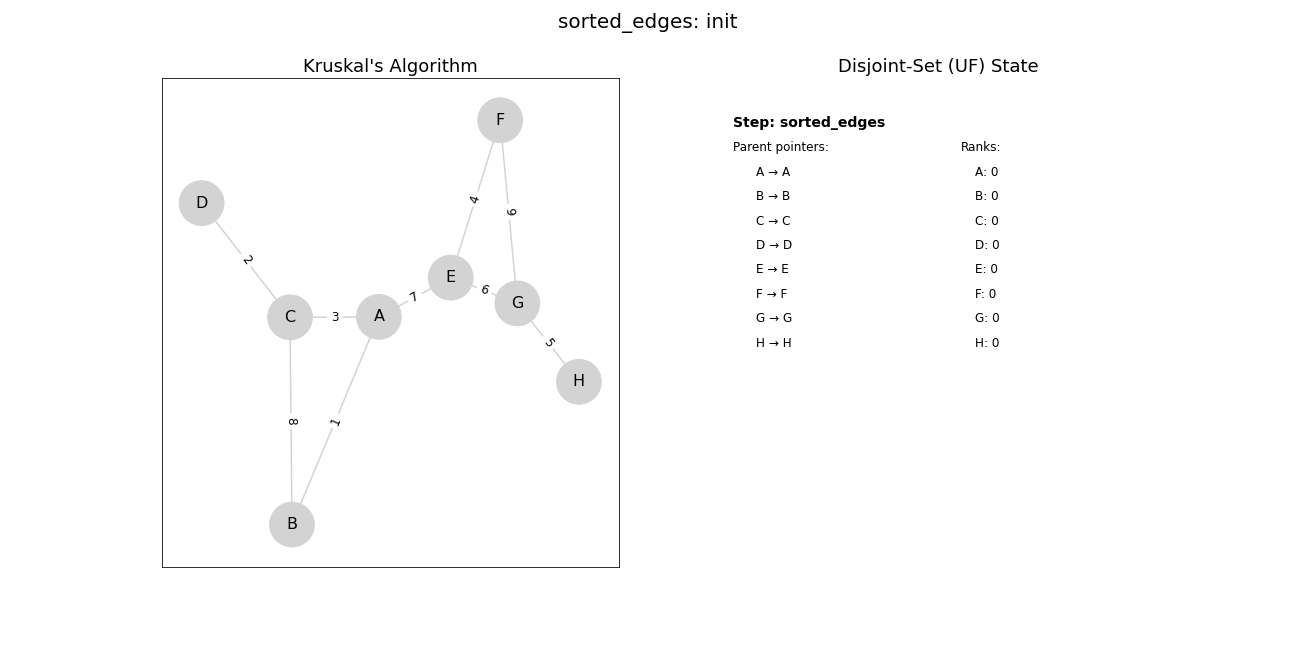 sorted_edges: init
Kruskal's Algorithm
F
D
4
9
2
E
6
G
7
C
3
A
5
H
8
1
B
Disjoint-Set (UF) State
Step: sorted_edges
Parent pointers: Ranks:
A → A A: 0
B → B B: 0
C → C C: 0
D → D D: 0
E → E E: 0
F → F F: 0
G → G G: 0
H → H H: 0